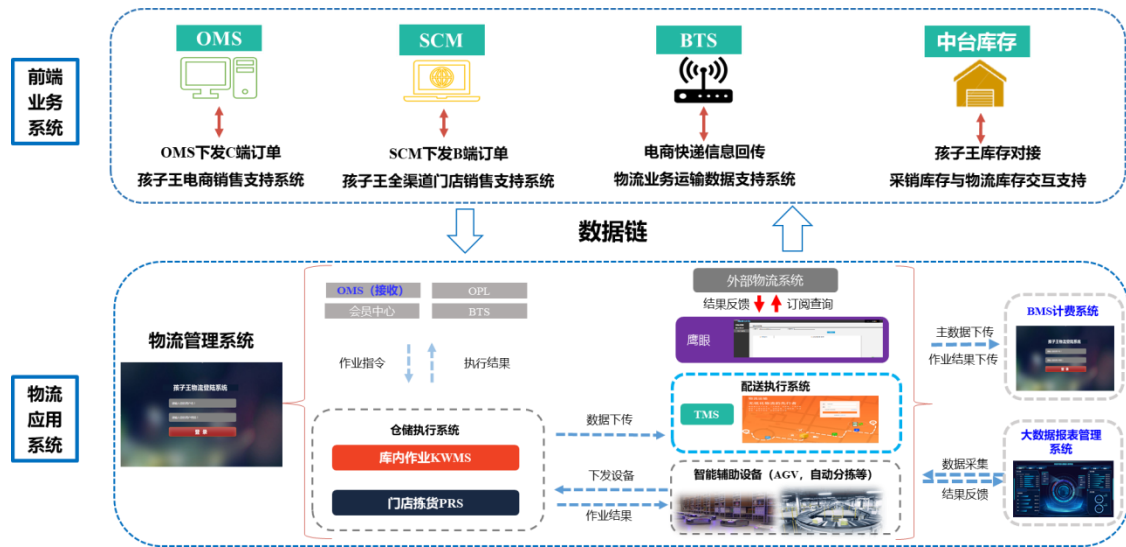 前端
业务
系统
OMS
SCM
BTS
中台库存
OMS下发C端订单
孩子王电商销售支持系统
SCM下发B端订单
孩子王全渠道门店销售支持系统
电商快递信息回传
物流业务运输数据支持系统
孩子王库存对接
采销库存与物流库存交互支持
数据链
物流
应用
系统
物流管理系统
孩子王物流登陆系统
登 录
OMS（接收）
OPL
会员中心
BTS
作业指令
执行结果
仓储执行系统
库内作业KWMS
门店拣货PRS
数据下传
下发设备
作业结果
外部物流系统
结果反馈
订阅查询
鹰眼
配送执行系统
TMS
智能辅助设备（AGV，自动分拣等）
主数据下传
作业结果下传
数据采集
结果反馈
BMS计费系统
大数据报表管理
系统